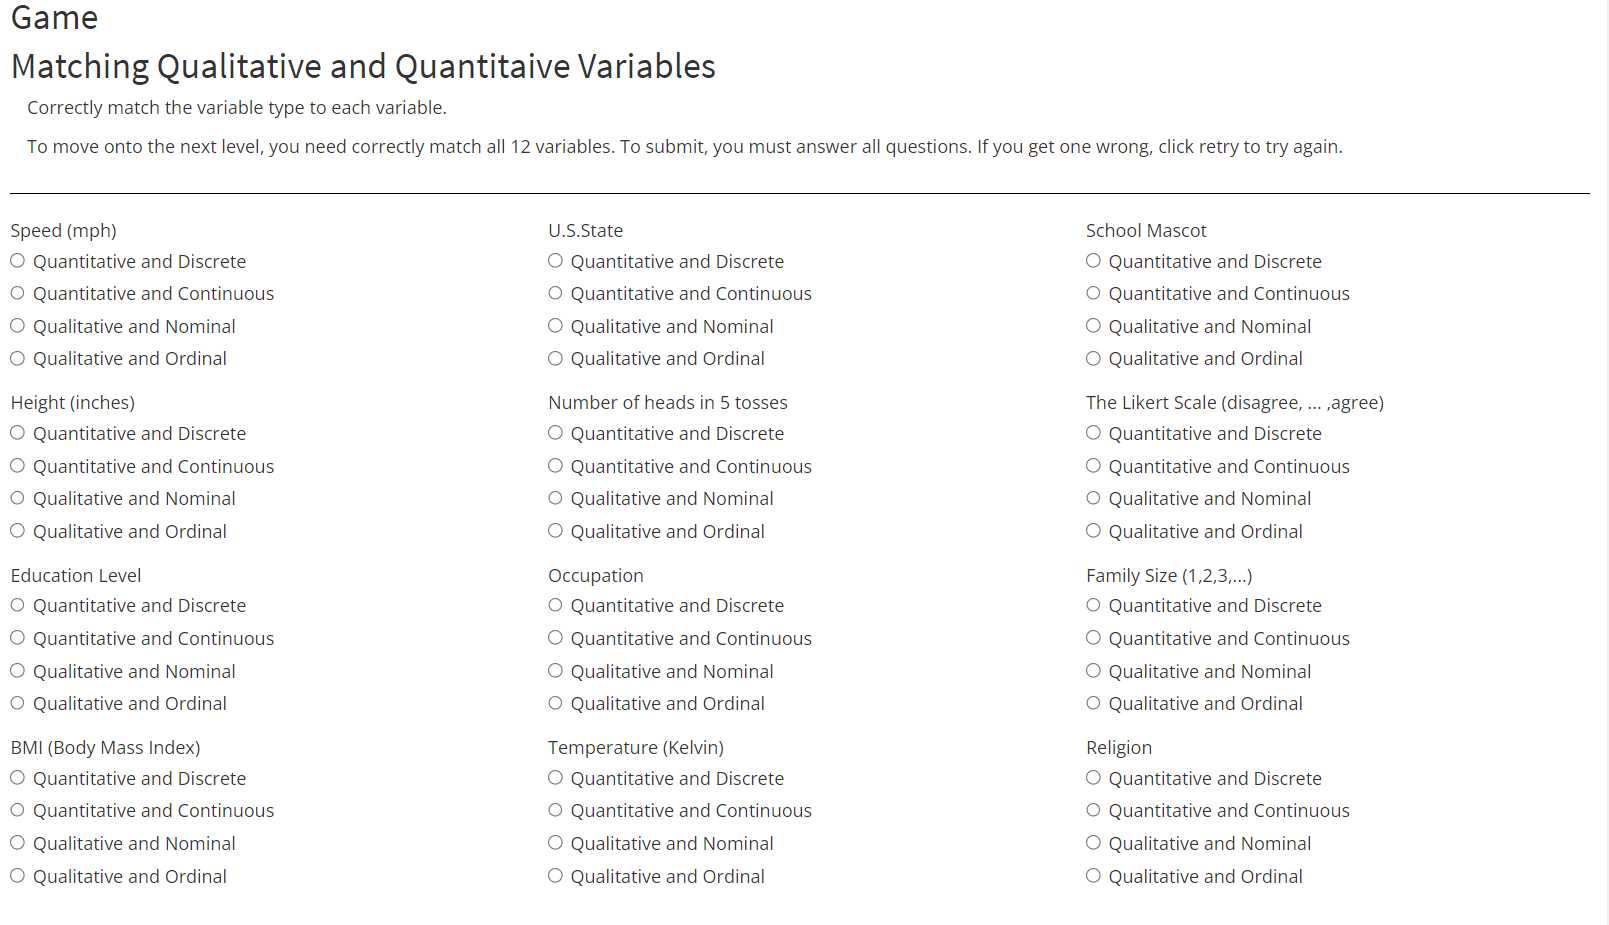 Game
Matching Qualitative and Quantitaive Variables
Correctly match the variable type to each variable.
To move onto the next level, you need correctly match all 12 variables. To submit, you must answer all questions. If you get one wrong, click retry to try again.
Speed (mph)
Quantitative and Discrete
Quantitative and Continuous
Qualitative and Nominal
Qualitative and Ordinal
U.S.State
Quantitative and Discrete
Quantitative and Continuous
Qualitative and Nominal
Qualitative and Ordinal
School Mascot
Quantitative and Discrete
Quantitative and Continuous
Qualitative and Nominal
Qualitative and Ordinal
Height (inches)
Quantitative and Discrete
Quantitative and Continuous
Qualitative and Nominal
Qualitative and Ordinal
Number of heads in 5 tosses
Quantitative and Discrete
Quantitative and Continuous
Qualitative and Nominal
Qualitative and Ordinal
The Likert Scale (disagree, ... ,agree)
Quantitative and Discrete
Quantitative and Continuous
Qualitative and Nominal
Qualitative and Ordinal
Education Level
Quantitative and Discrete
Quantitative and Continuous
Qualitative and Nominal
Qualitative and Ordinal
Occupation
Quantitative and Discrete
Quantitative and Continuous
Qualitative and Nominal
Qualitative and Ordinal
Family Size (1,2,3,...)
Quantitative and Discrete
Quantitative and Continuous
Qualitative and Nominal
Qualitative and Ordinal
BMI (Body Mass Index)
Quantitative and Discrete
Quantitative and Continuous
Qualitative and Nominal
Qualitative and Ordinal
Temperature (Kelvin)
Quantitative and Discrete
Quantitative and Continuous
Qualitative and Nominal
Qualitative and Ordinal
Religion
Quantitative and Discrete
Quantitative and Continuous
Qualitative and Nominal
Qualitative and Ordinal